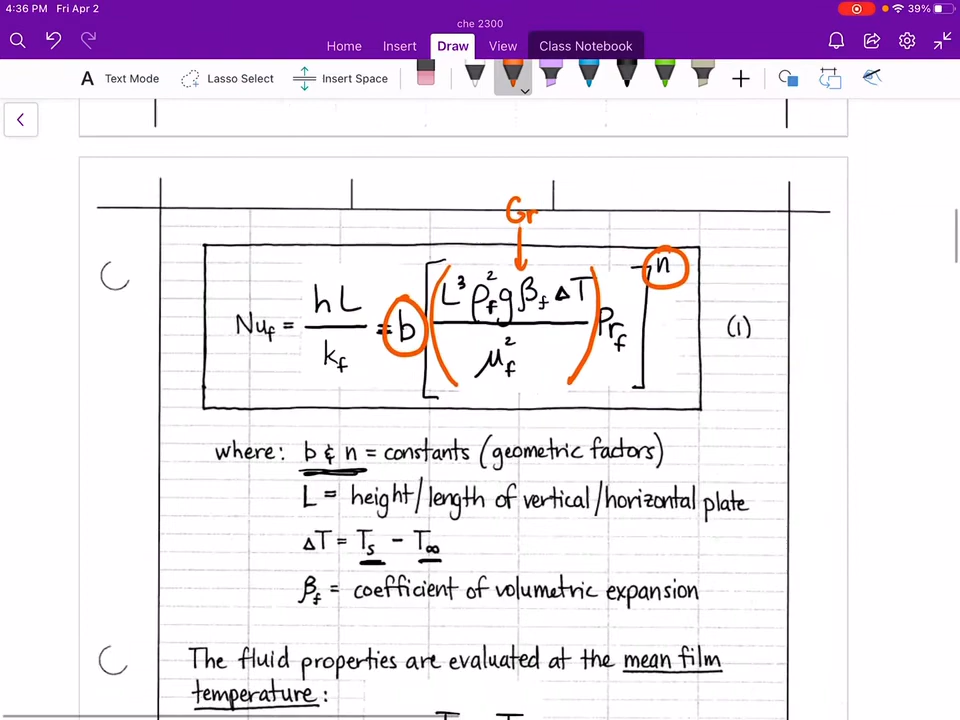 4:36 PM Fri Apr 2
39%
che 2300
Home Insert Draw View Class Notebook
A Text Mode Lasso Select Insert Space
Gr
Nu_f = hL / k_f = b [ ( L³ ρ_f² g β_f ΔT / μ_f² ) Pr_f ]^n (1)
where: b & n = constants (geometric factors)
L = height/length of vertical/horizontal plate
ΔT = T_s - T_∞
β_f = coefficient of volumetric expansion
The fluid properties are evaluated at the mean film
temperature: